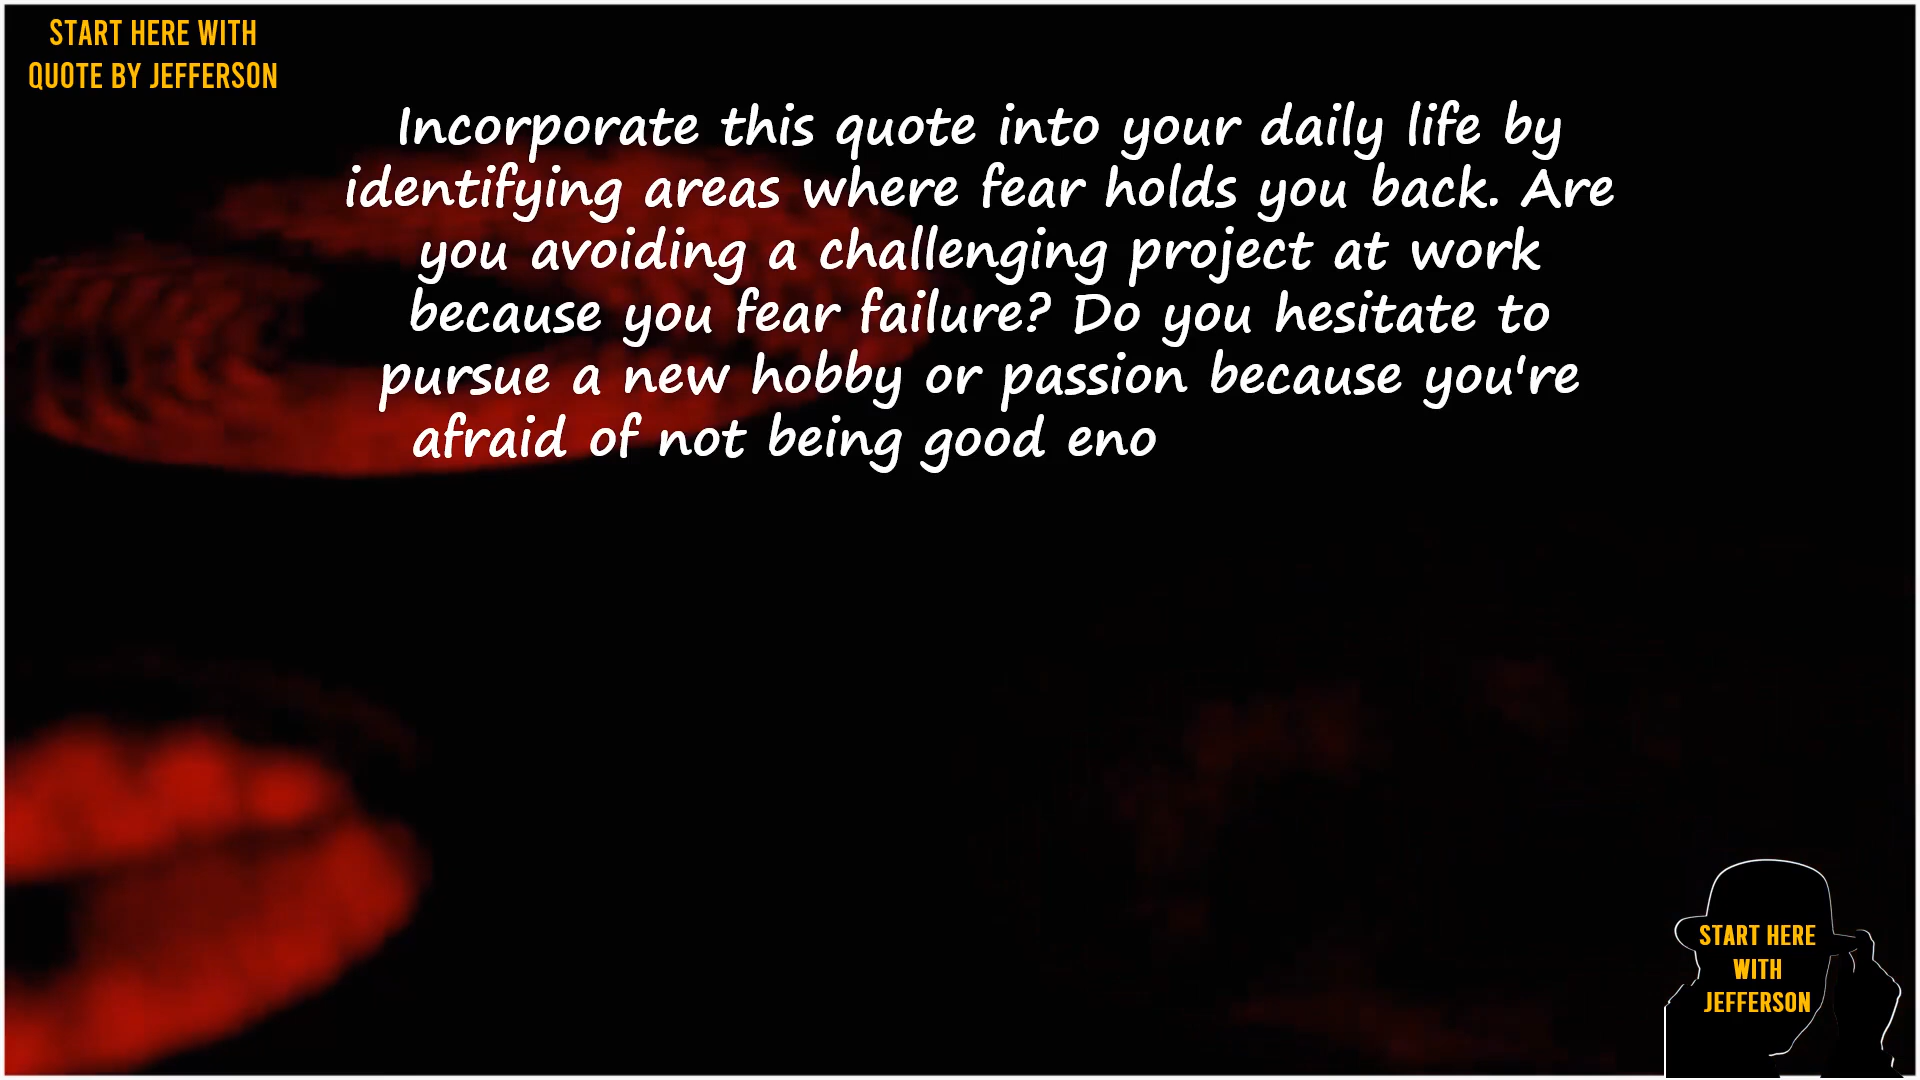 START HERE WITH
QUOTE BY JEFFERSON
Incorporate this quote into your daily life by
identifying areas where fear holds you back. Are
you avoiding a challenging project at work
because you fear failure? Do you hesitate to
pursue a new hobby or passion because you're
afraid of not being good eno
START HERE
WITH
JEFFERSON